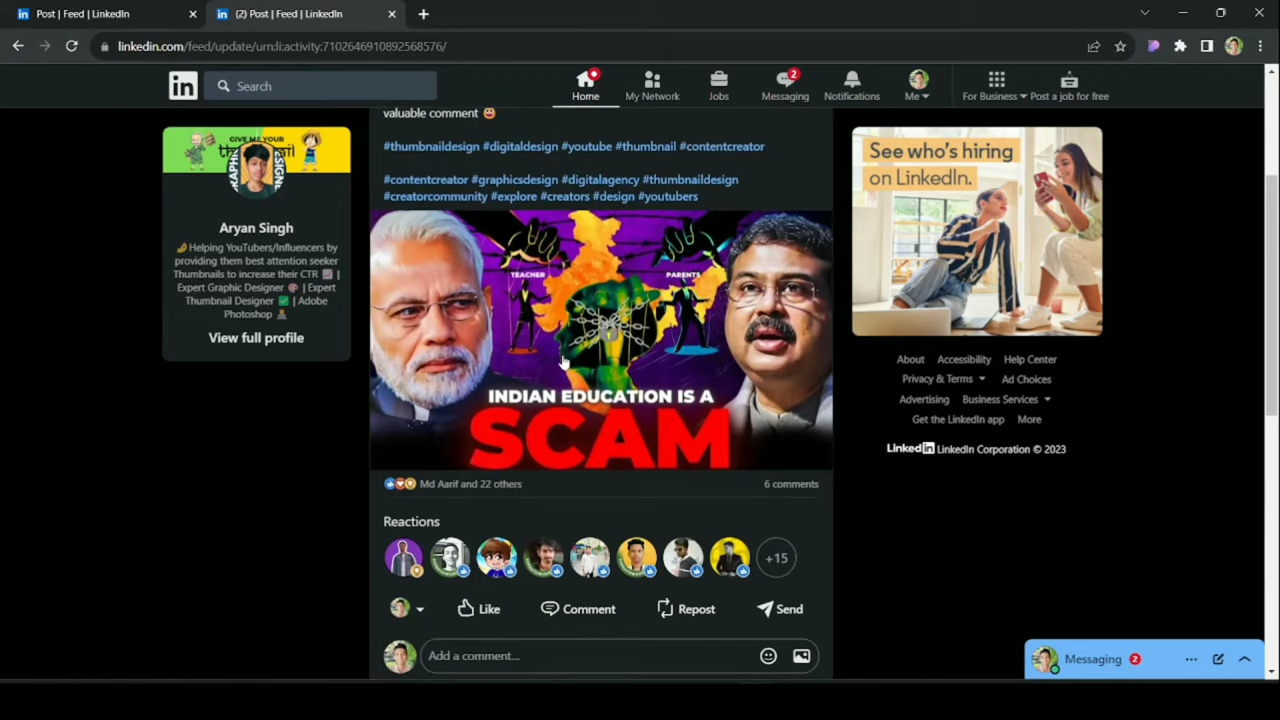 Post | Feed | LinkedIn
(2) Post | Feed | LinkedIn
linkedin.com/feed/update/urn:li:activity:7102646910892568576/
in
Search
Home
My Network
Jobs
2
Messaging
Notifications
Me
For Business
Post a job for free
valuable comment
#thumbnaildesign #digitaldesign #youtube #thumbnail #contentcreator
#contentcreator #graphicsdesign #digitalagency #thumbnaildesign
#creatorcommunity #explore #creators #design #youtubers
GIVE ME YOUR
Aryan Singh
Helping YouTubers/Influencers by
providing them best attention seeker
Thumbnails to increase their CTR |
Expert Graphic Designer | Expert
Thumbnail Designer | Adobe
Photoshop
View full profile
TEACHER
PARENTS
INDIAN EDUCATION IS A
SCAM
Md Aarif and 22 others
6 comments
Reactions
+15
Like
Comment
Repost
Send
Add a comment...
See who's hiring
on LinkedIn.
About Accessibility Help Center
Privacy & Terms Ad Choices
Advertising Business Services
Get the LinkedIn app More
LinkedIn LinkedIn Corporation © 2023
Messaging 2